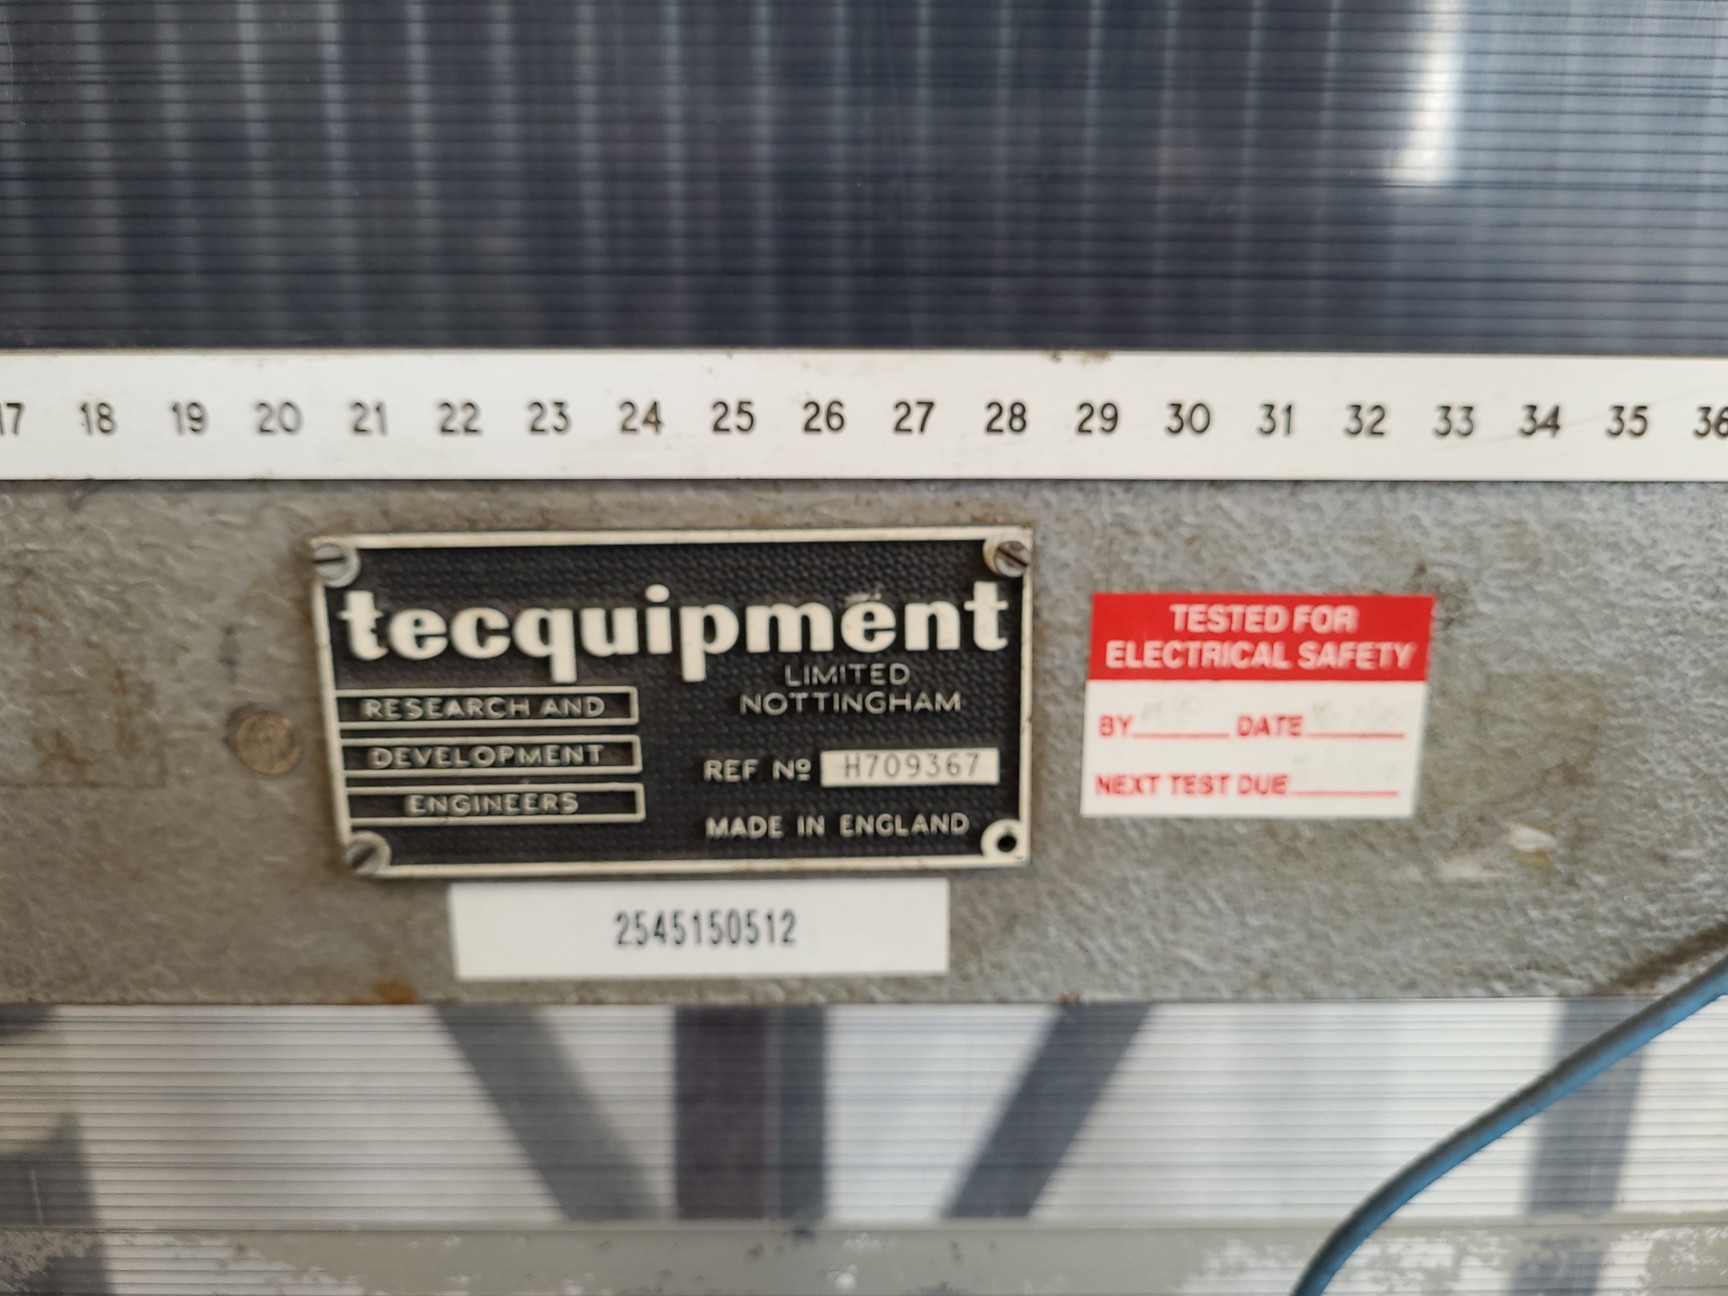 18 19 20 21 22 23 24 25 26 27 28 29 30 31 32 33 34 35 36
tecquipment
LIMITED
NOTTINGHAM
RESEARCH AND
DEVELOPMENT
ENGINEERS
REF Nº H709367
MADE IN ENGLAND
TESTED FOR
ELECTRICAL SAFETY
BY DATE
NEXT TEST DUE
2545150512